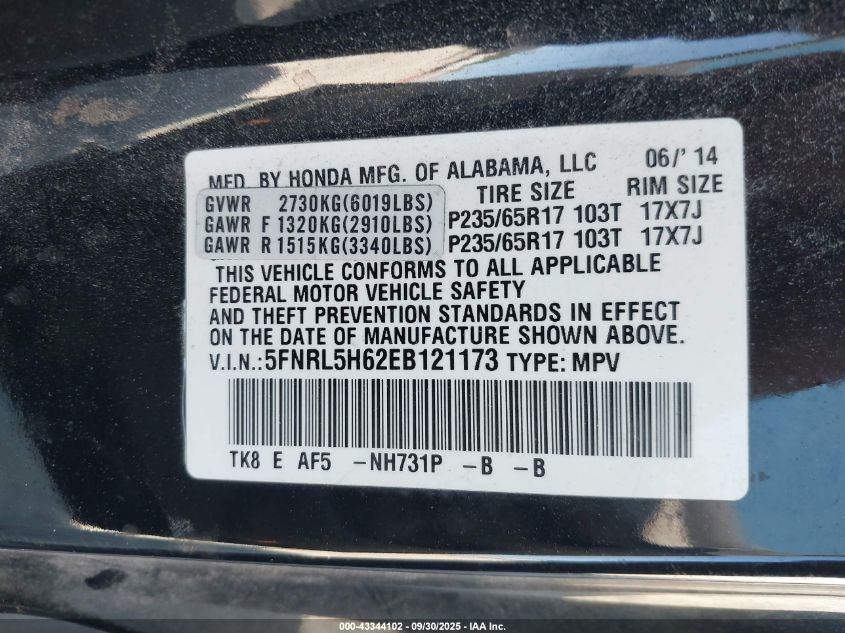 MFD. BY HONDA MFG. OF ALABAMA, LLC 06/' 14
GVWR 2730KG(6019LBS) TIRE SIZE RIM SIZE
GAWR F 1320KG(2910LBS) P235/65R17 103T 17X7J
GAWR R 1515KG(3340LBS) P235/65R17 103T 17X7J
THIS VEHICLE CONFORMS TO ALL APPLICABLE
FEDERAL MOTOR VEHICLE SAFETY
AND THEFT PREVENTION STANDARDS IN EFFECT
ON THE DATE OF MANUFACTURE SHOWN ABOVE.
V.I.N.:5FNRL5H62EB121173 TYPE: MPV
TK8 E AF5 -NH731P -B -B
000-43344102 - 09/30/2025 - IAA Inc.